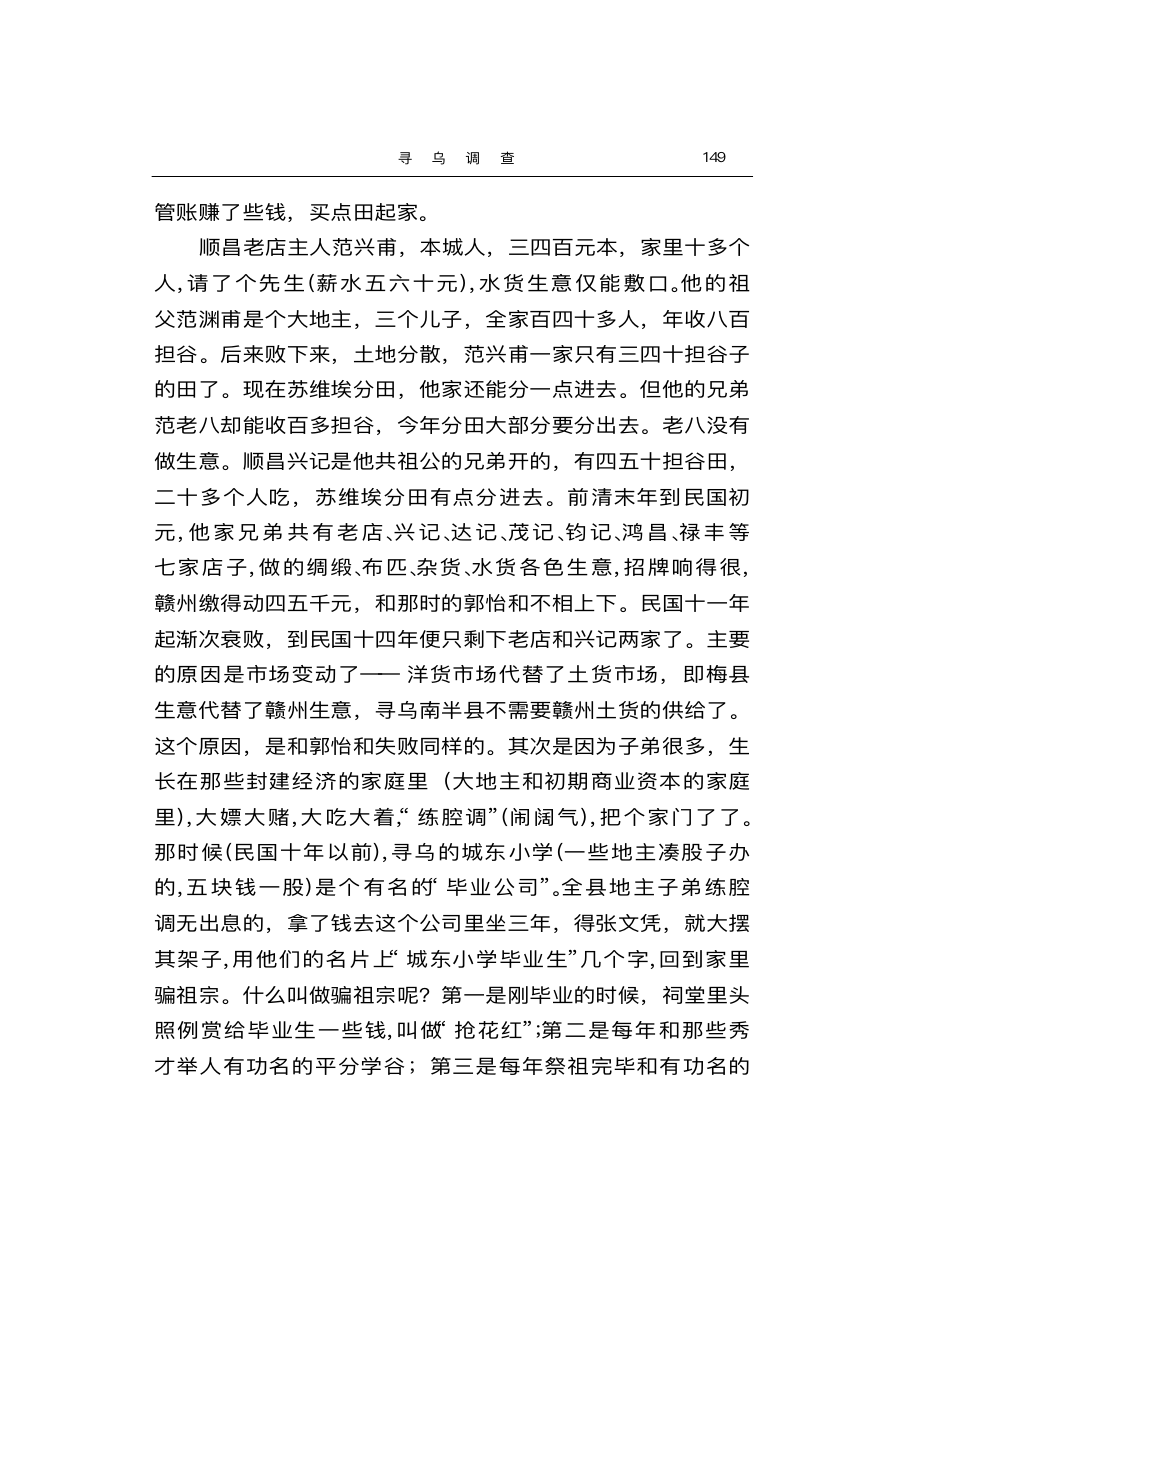 寻乌调查 149
管账赚了些钱，买点田起家。
顺昌老店主人范兴甫，本城人，三四百元本，家里十多个
人，请了个先生(薪水五六十元)，水货生意仅能敷口。他的祖
父范渊甫是个大地主，三个儿子，全家百四十多人，年收八百
担谷。后来败下来，土地分散，范兴甫一家只有三四十担谷子
的田了。现在苏维埃分田，他家还能分一点进去。但他的兄弟
范老八却能收百多担谷，今年分田大部分要分出去。老八没有
做生意。顺昌兴记是他共祖公的兄弟开的，有四五十担谷田，
二十多个人吃，苏维埃分田有点分进去。前清末年到民国初
元，他家兄弟共有老店、兴记、达记、茂记、钧记、鸿昌、禄丰等
七家店子，做的绸缎、布匹、杂货、水货各色生意，招牌响得很，
赣州缴得动四五千元，和那时的郭怡和不相上下。民国十一年
起渐次衰败，到民国十四年便只剩下老店和兴记两家了。主要
的原因是市场变动了——洋货市场代替了土货市场，即梅县
生意代替了赣州生意，寻乌南半县不需要赣州土货的供给了。
这个原因，是和郭怡和失败同样的。其次是因为子弟很多，生
长在那些封建经济的家庭里（大地主和初期商业资本的家庭
里)，大嫖大赌，大吃大着，“练腔调”(闹阔气)，把个家门了了。
那时候(民国十年以前)，寻乌的城东小学(一些地主凑股子办
的，五块钱一股)是个有名的“毕业公司”。全县地主子弟练腔
调无出息的，拿了钱去这个公司里坐三年，得张文凭，就大摆
其架子，用他们的名片上“城东小学毕业生”几个字，回到家里
骗祖宗。什么叫做骗祖宗呢？第一是刚毕业的时候，祠堂里头
照例赏给毕业生一些钱，叫做“抢花红”；第二是每年和那些秀
才举人有功名的平分学谷；第三是每年祭祖完毕和有功名的